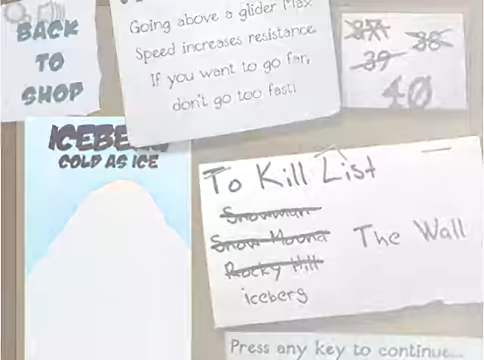 BACK
TO
SHOP
Going above a glider Max
Speed increases resistance.
If you want to go far,
don't go too fast!
38
39
40
ICEBERG
COLD AS ICE
To Kill List
Snowman
Snow Mound
Rocky Hill
iceberg
The Wall
Press any key to continue...